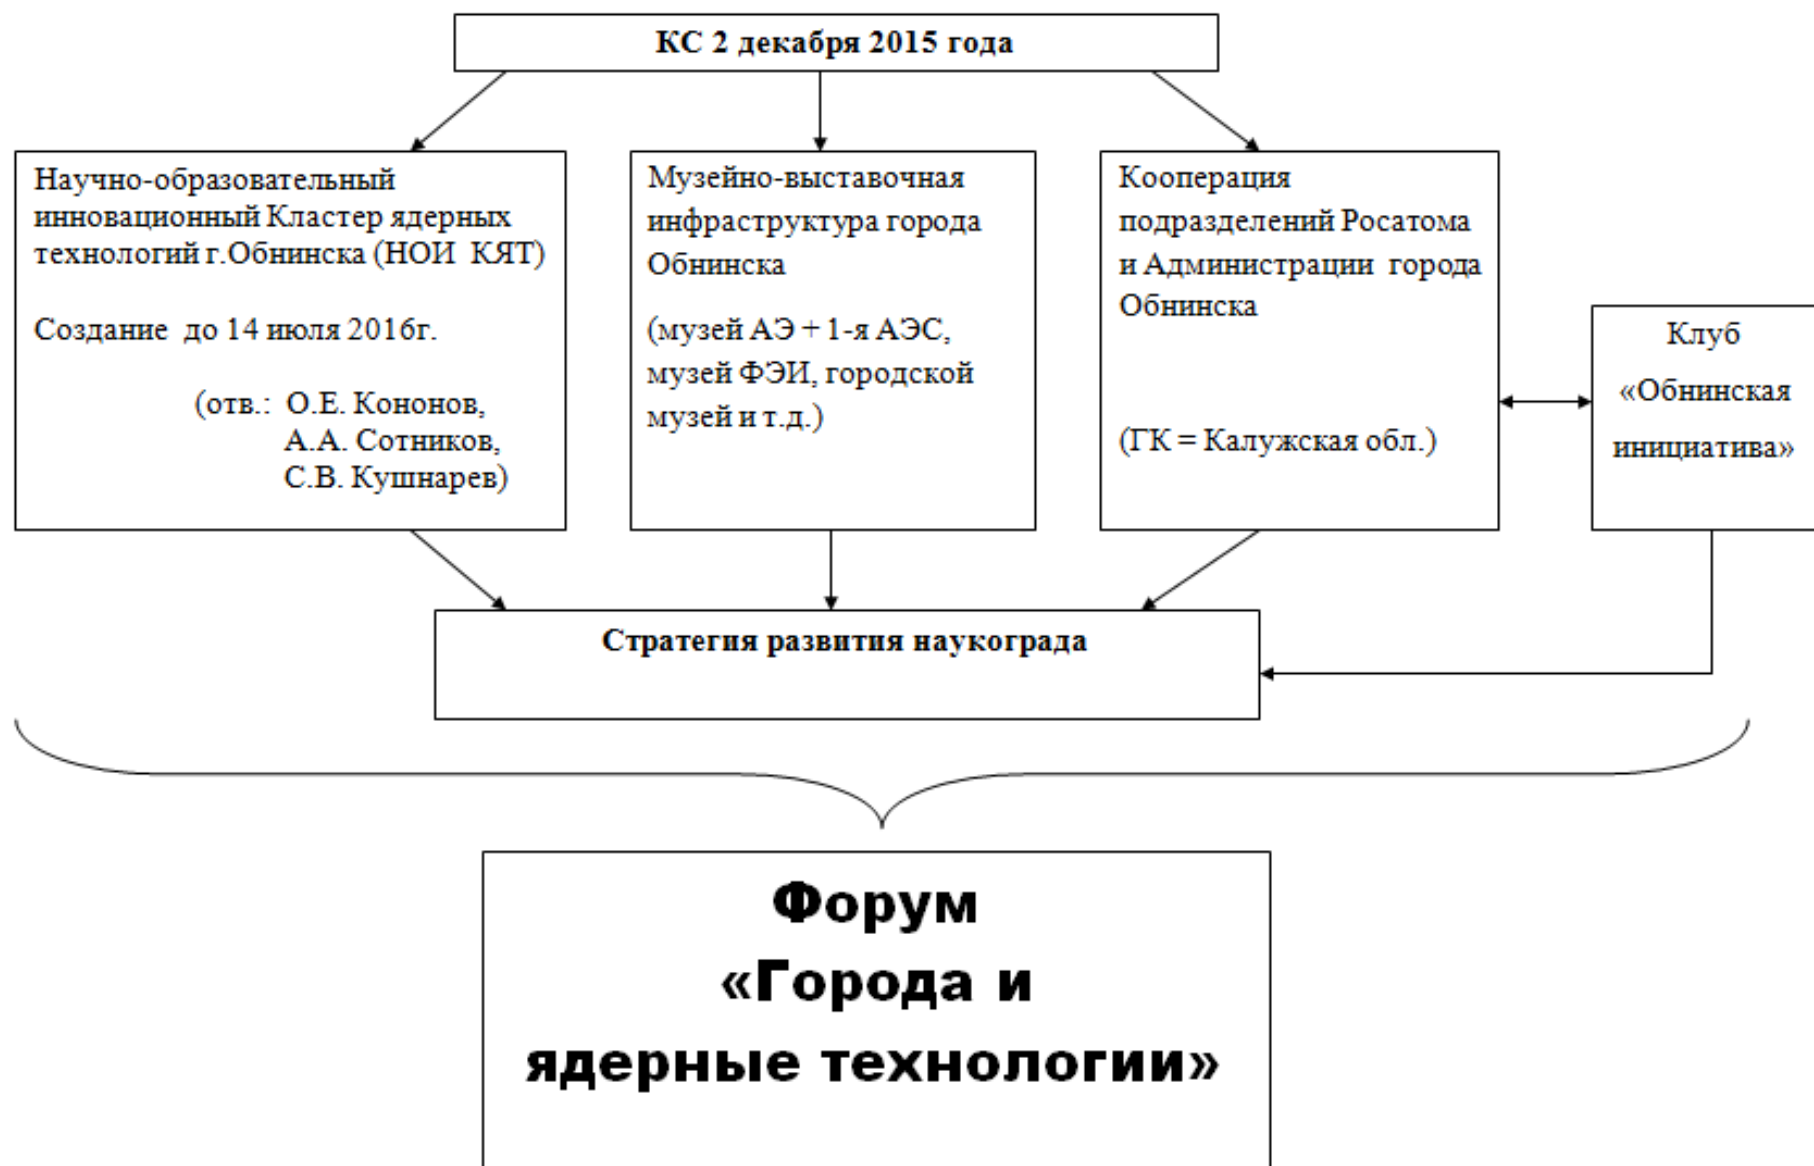 КС 2 декабря 2015 года
Научно-образовательный
инновационный Кластер ядерных
технологий г.Обнинска (НОИ КЯТ)
Создание до 14 июля 2016г.
(отв.: О.Е. Кононов,
А.А. Сотников,
С.В. Кушнарев)
Музейно-выставочная
инфраструктура города
Обнинска
(музей АЭ + 1-я АЭС,
музей ФЭИ, городской
музей и т.д.)
Кооперация
подразделений Росатома
и Администрации города
Обнинска
(ГК = Калужская обл.)
Клуб
«Обнинская
инициатива»
Стратегия развития наукограда
Форум
«Города и
ядерные технологии»